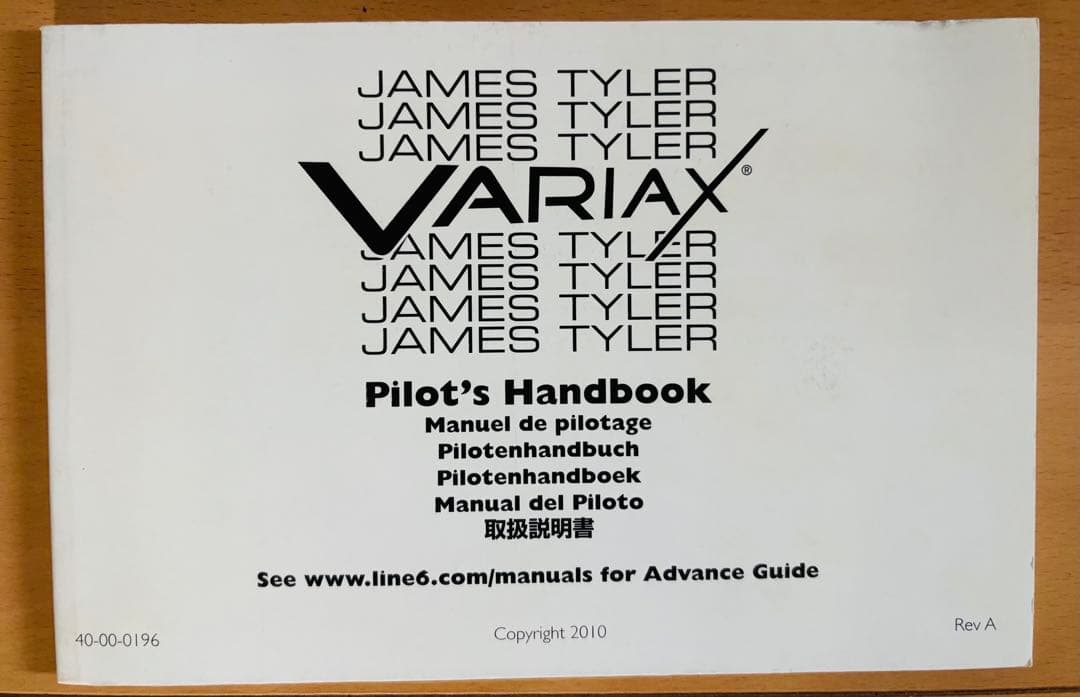 JAMES TYLER
JAMES TYLER
JAMES TYLER
VARIAX®
JAMES TYLER
JAMES TYLER
JAMES TYLER
JAMES TYLER
Pilot's Handbook
Manuel de pilotage
Pilotenhandbuch
Pilotenhandboek
Manual del Piloto
取扱説明書
See www.line6.com/manuals for Advance Guide
40-00-0196
Copyright 2010
Rev A